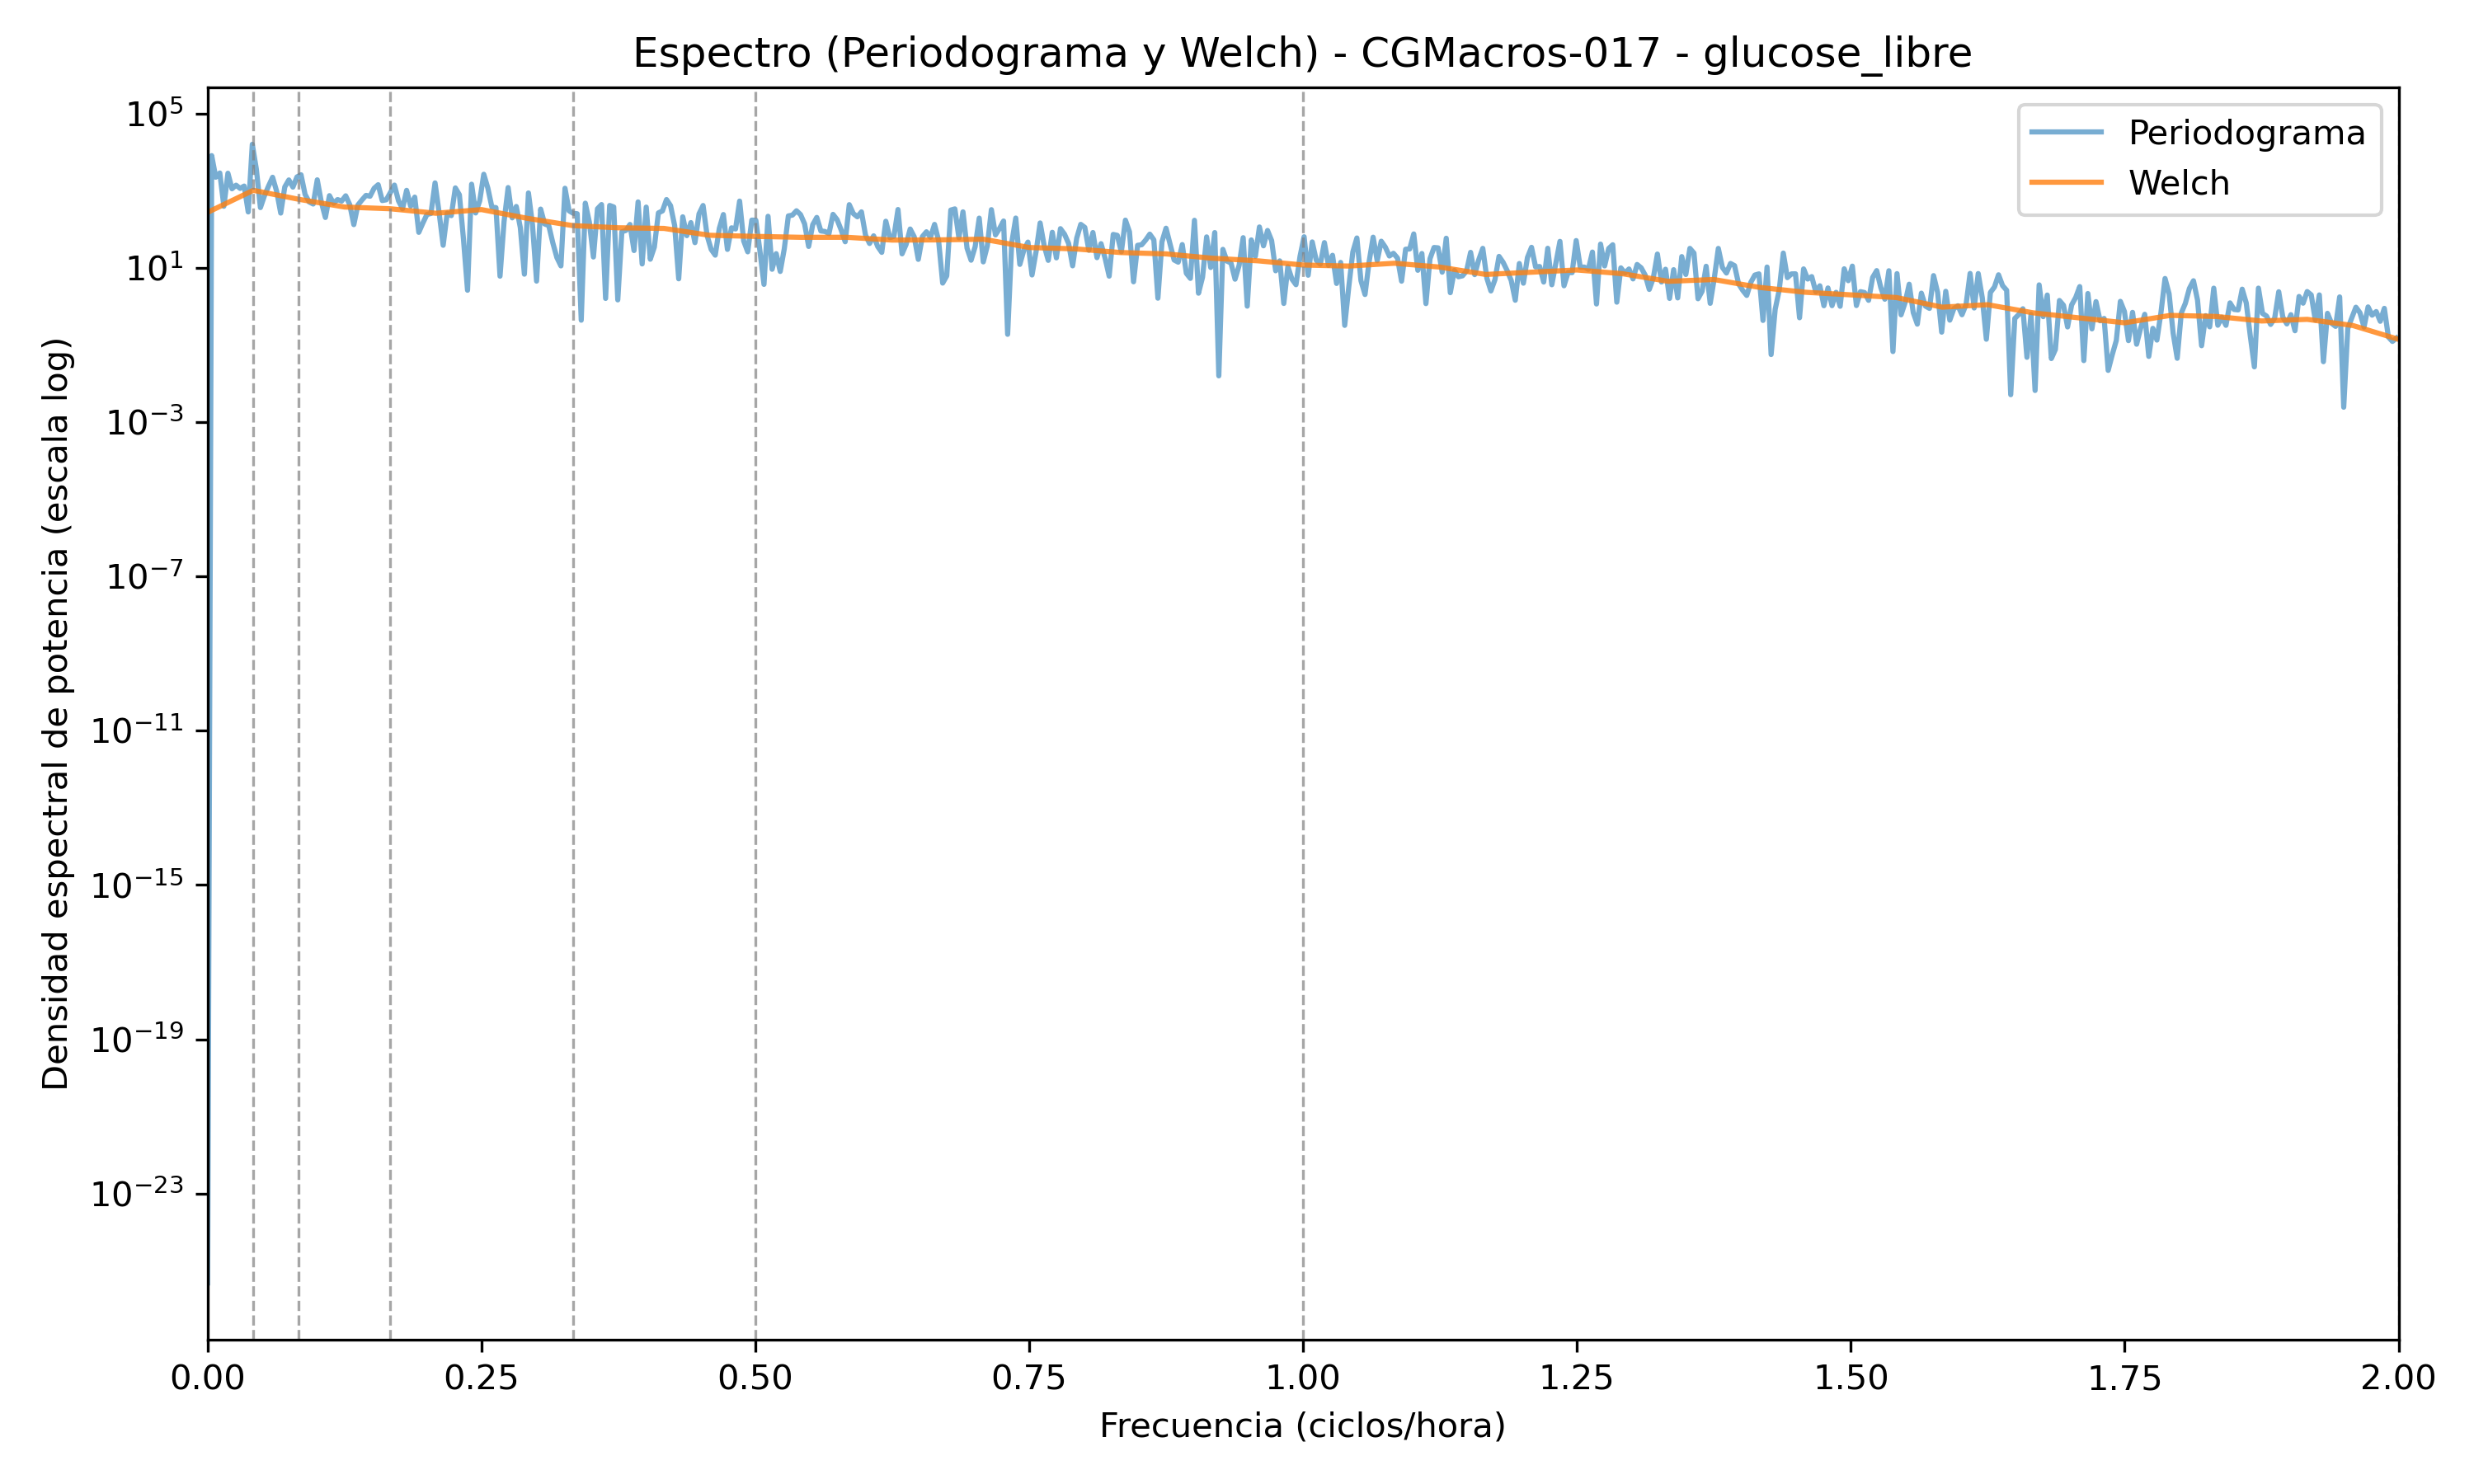 Espectro (Periodograma y Welch) - CGMacros-017 - glucose_libre
Periodograma
Welch
Densidad espectral de potencia (escala log)
10^5
10^1
10^−3
10^−7
10^−11
10^−15
10^−19
10^−23
0.00 0.25 0.50 0.75 1.00 1.25 1.50 1.75 2.00
Frecuencia (ciclos/hora)